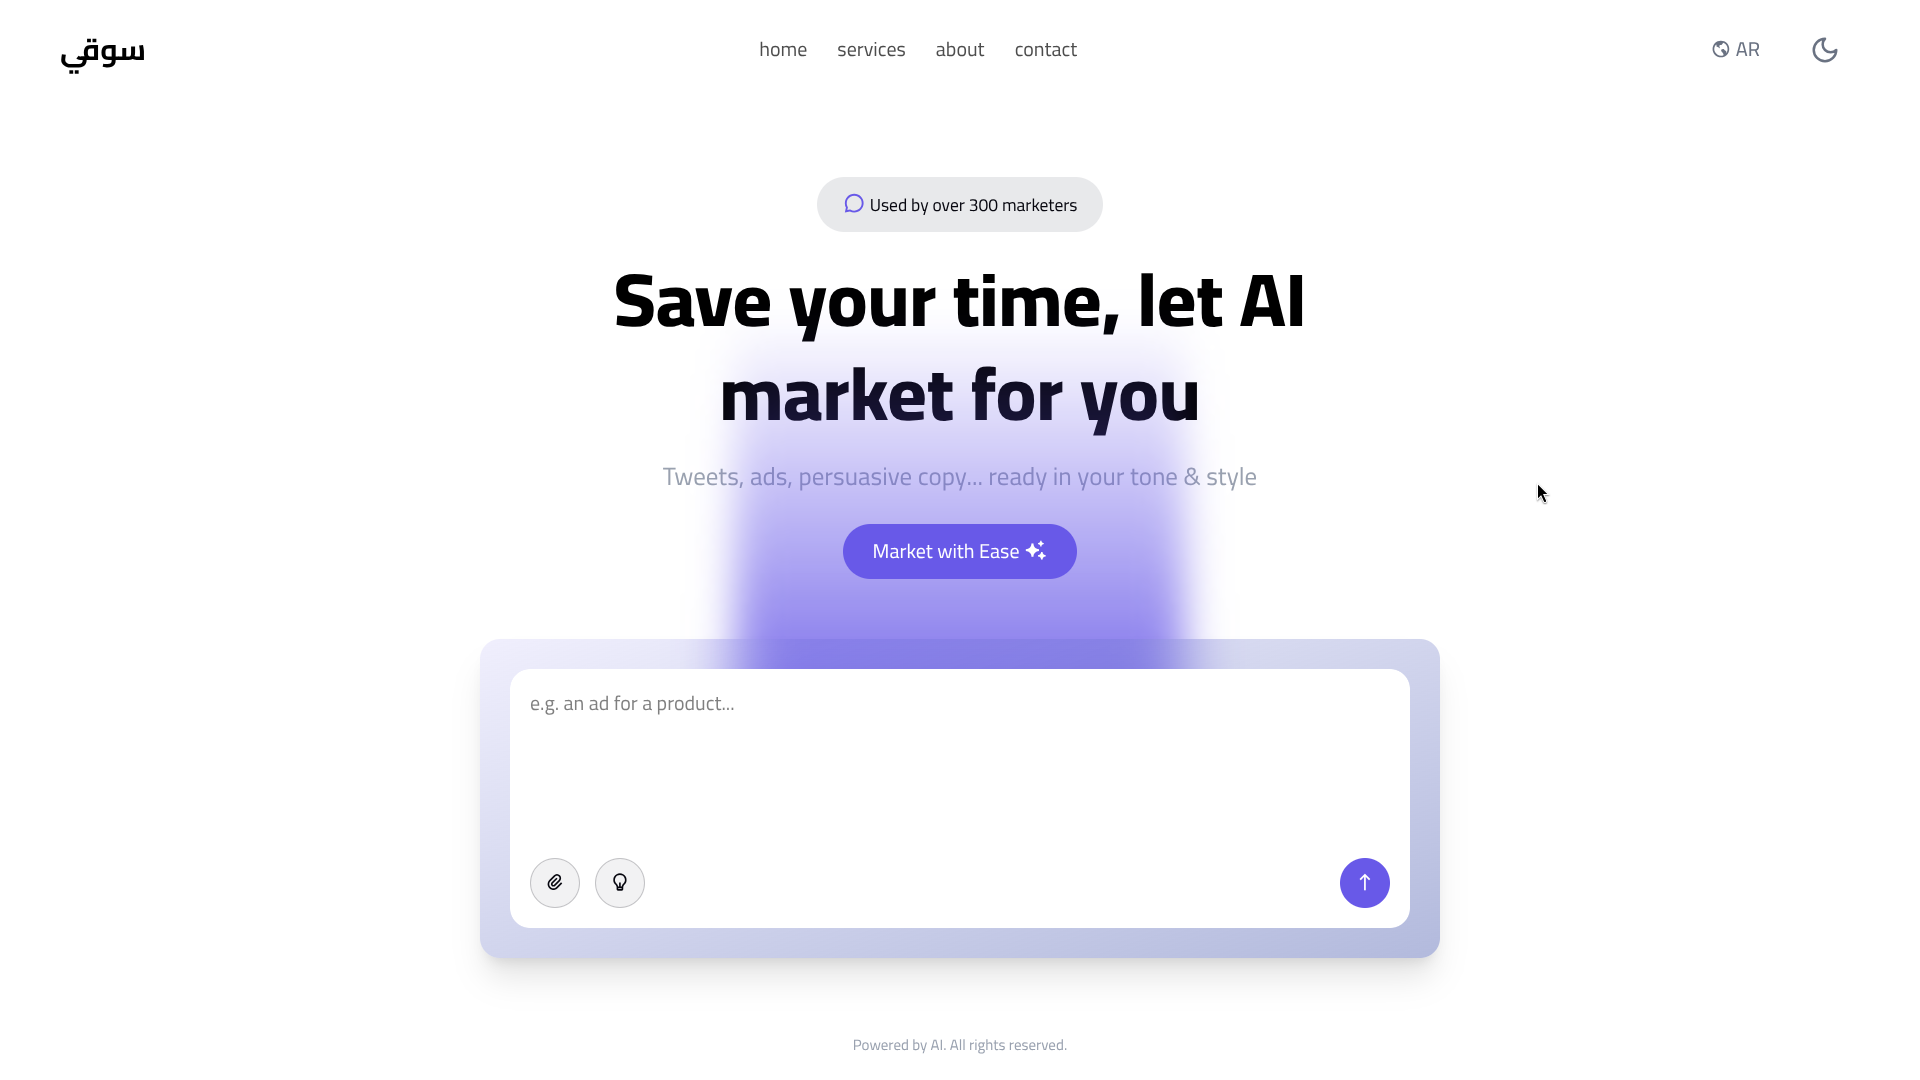 سوقي
home
services
about
contact
AR
Used by over 300 marketers
Save your time, let AI
market for you
Tweets, ads, persuasive copy... ready in your tone & style
Market with Ease
e.g. an ad for a product...
Powered by AI. All rights reserved.